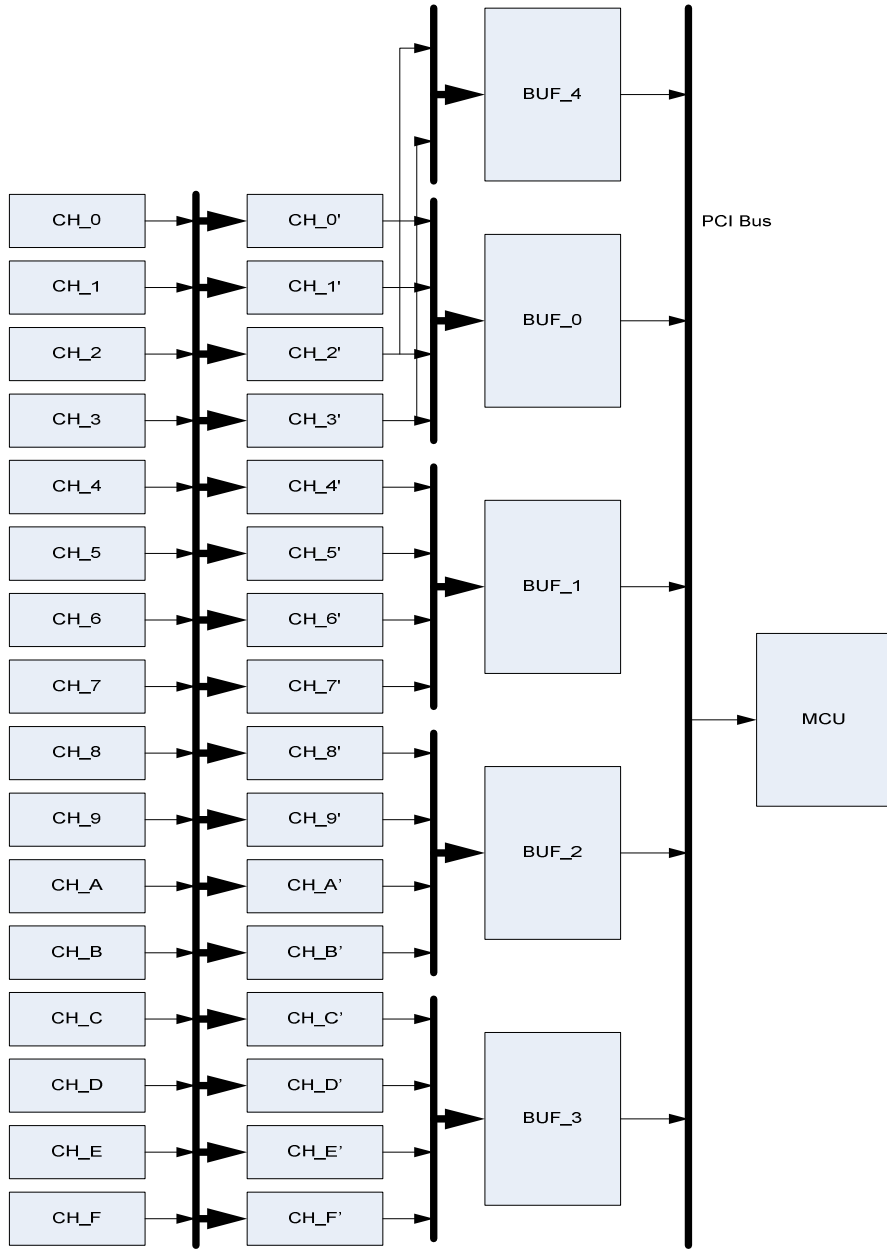 BUF_4
PCI Bus
CH_0
CH_0'
CH_1
CH_1'
BUF_0
CH_2
CH_2'
CH_3
CH_3'
CH_4
CH_4'
CH_5
CH_5'
BUF_1
CH_6
CH_6'
CH_7
CH_7'
MCU
CH_8
CH_8'
CH_9
CH_9'
BUF_2
CH_A
CH_A’
CH_B
CH_B’
CH_C
CH_C’
CH_D
CH_D’
BUF_3
CH_E
CH_E’
CH_F
CH_F’